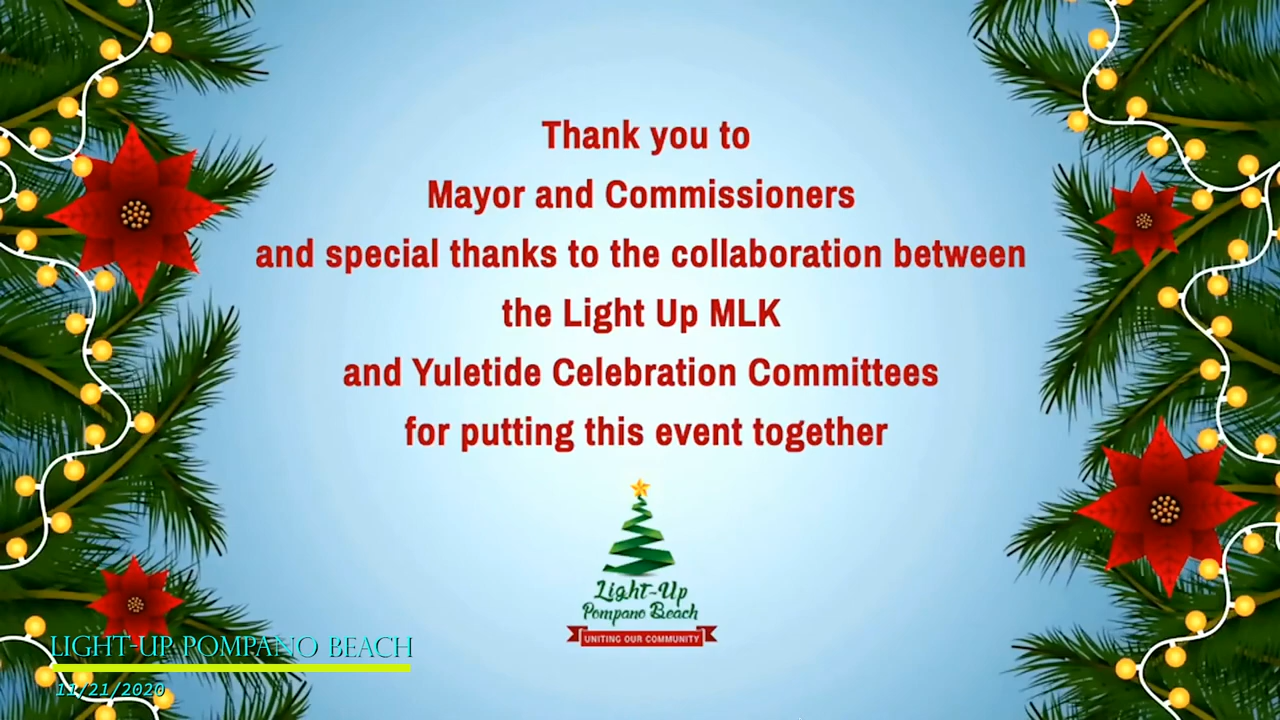 Thank you to
Mayor and Commissioners
and special thanks to the collaboration between
the Light Up MLK
and Yuletide Celebration Committees
for putting this event together
Light-Up
Pompano Beach
UNITING OUR COMMUNITY
LIGHT-UP POMPANO BEACH
11/21/2020